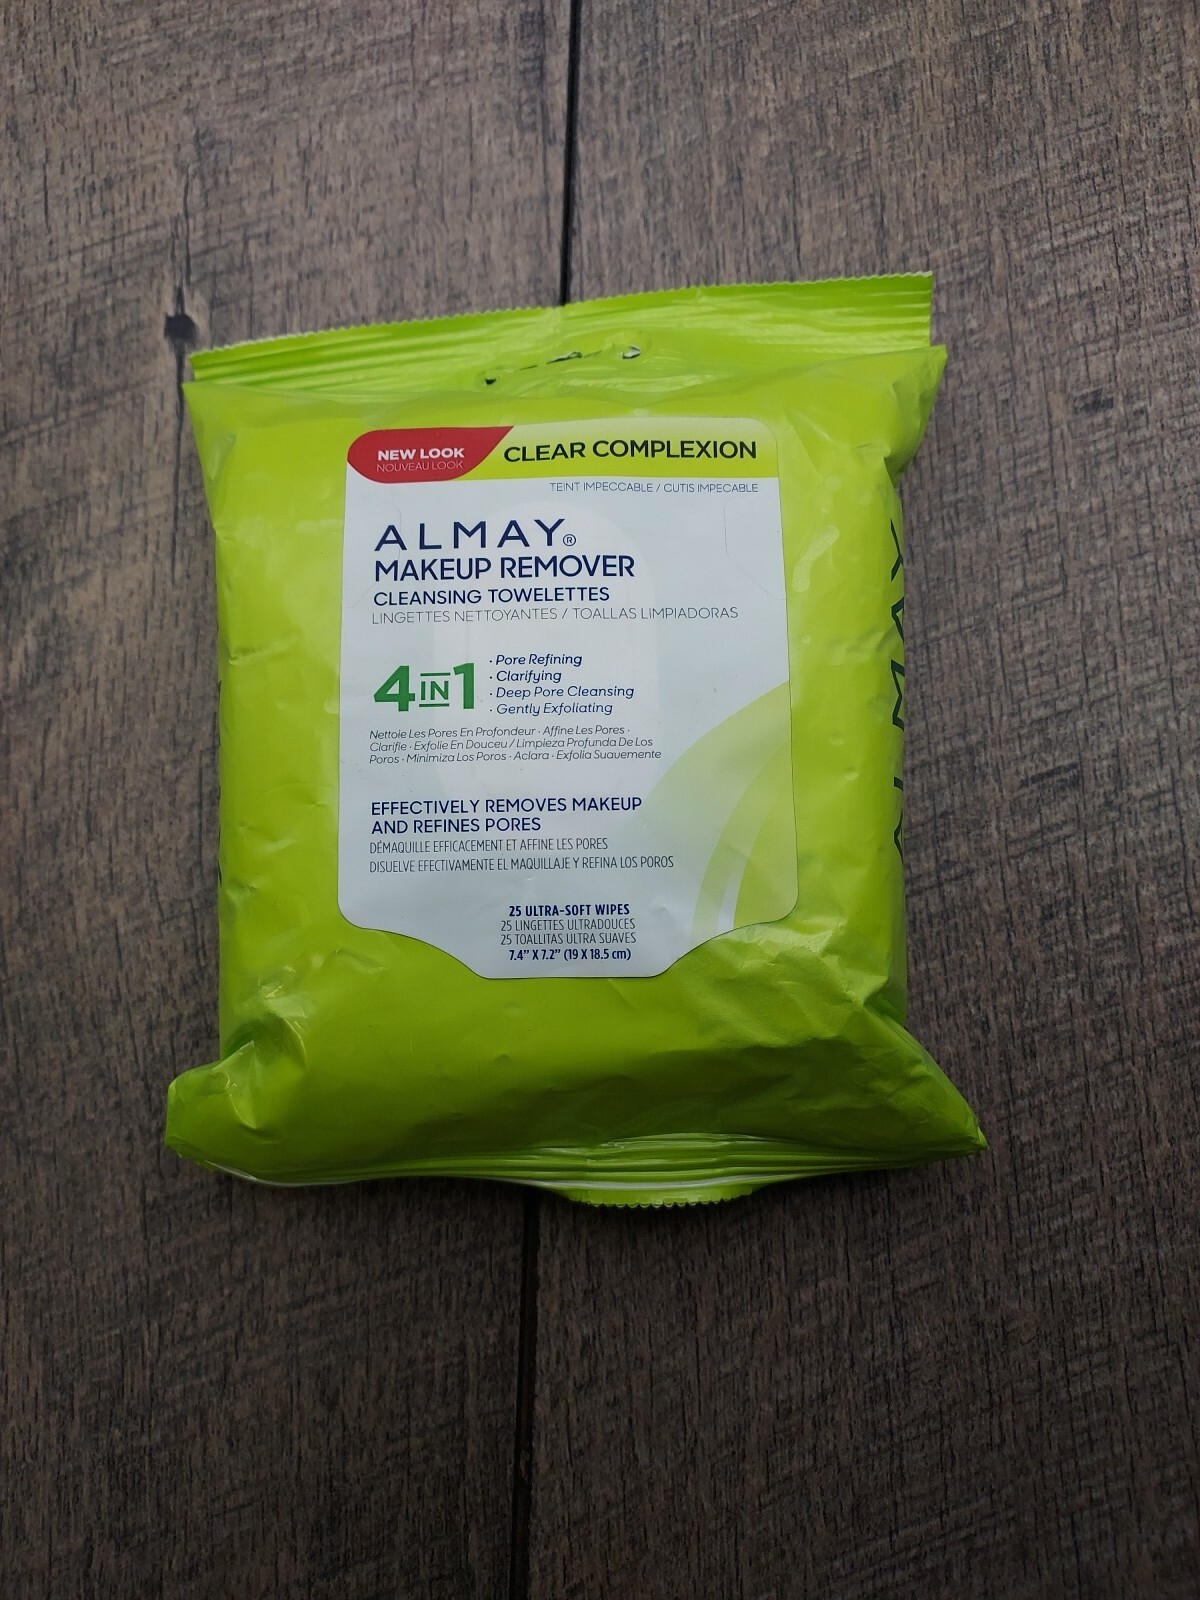 NEW LOOK
NOUVEAU LOOK
CLEAR COMPLEXION
TEINT IMPECCABLE / CUTIS IMPECABLE
ALMAY®
MAKEUP REMOVER
CLEANSING TOWELETTES
LINGETTES NETTOYANTES / TOALLAS LIMPIADORAS
4 IN 1
· Pore Refining
· Clarifying
· Deep Pore Cleansing
· Gently Exfoliating
Nettoie Les Pores En Profondeur · Affine Les Pores ·
Clarifie · Exfolie En Douceu / Limpieza Profunda De Los
Poros · Minimiza Los Poros · Aclara · Exfolia Suavemente
EFFECTIVELY REMOVES MAKEUP
AND REFINES PORES
DÉMAQUILLE EFFICACEMENT ET AFFINE LES PORES
DISUELVE EFECTIVAMENTE EL MAQUILLAJE Y REFINA LOS POROS
25 ULTRA-SOFT WIPES
25 LINGETTES ULTRADOUCES
25 TOALLITAS ULTRA SUAVES
7.4" X 7.2" (19 X 18.5 cm)
ALMAY